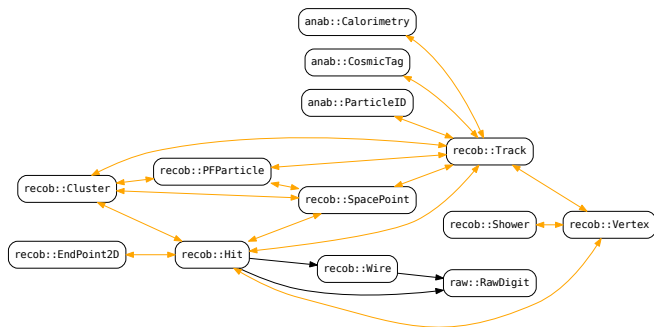 anab::Calorimetry
anab::CosmicTag
anab::ParticleID
recob::Track
recob::PFParticle
recob::Cluster
recob::SpacePoint
recob::Shower
recob::Vertex
recob::EndPoint2D
recob::Hit
recob::Wire
raw::RawDigit